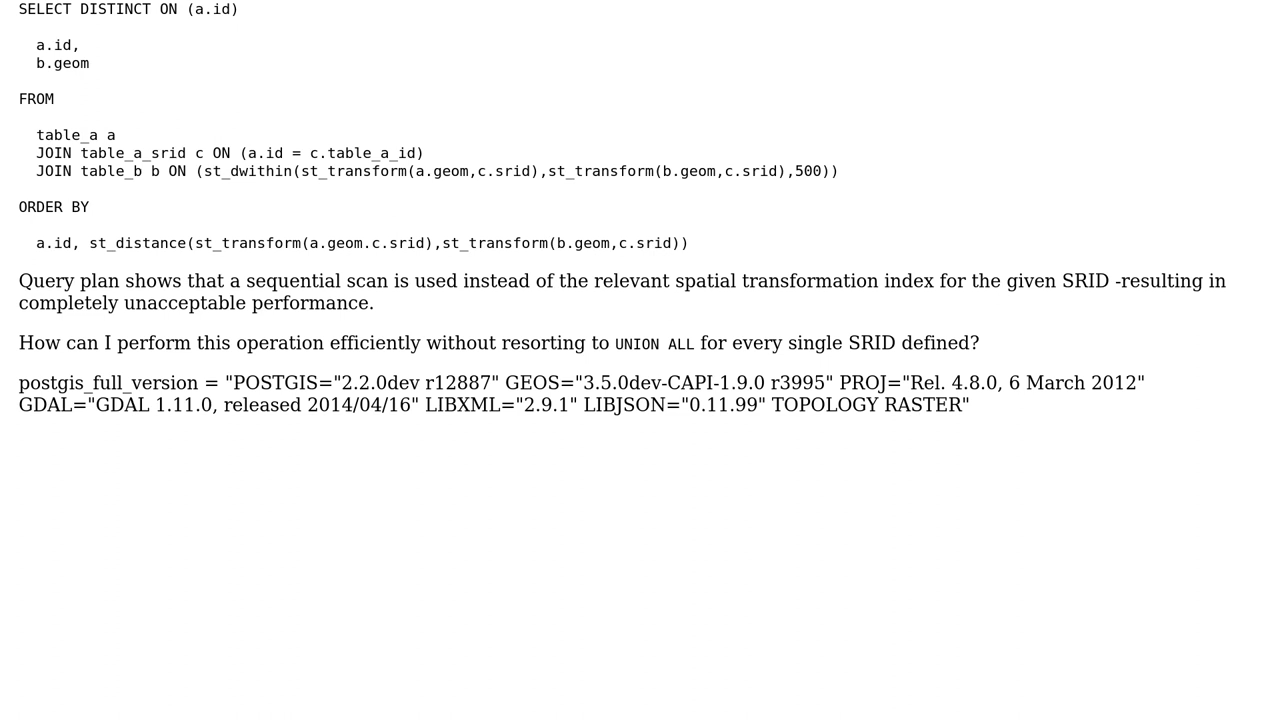 SELECT DISTINCT ON (a.id)
a.id,
b.geom
FROM
table_a a
JOIN table_a_srid c ON (a.id = c.table_a_id)
JOIN table_b b ON (st_dwithin(st_transform(a.geom,c.srid),st_transform(b.geom,c.srid),500))
ORDER BY
a.id, st_distance(st_transform(a.geom.c.srid),st_transform(b.geom,c.srid))
Query plan shows that a sequential scan is used instead of the relevant spatial transformation index for the given SRID -resulting in
completely unacceptable performance.
How can I perform this operation efficiently without resorting to UNION ALL for every single SRID defined?
postgis_full_version = "POSTGIS="2.2.0dev r12887" GEOS="3.5.0dev-CAPI-1.9.0 r3995" PROJ="Rel. 4.8.0, 6 March 2012"
GDAL="GDAL 1.11.0, released 2014/04/16" LIBXML="2.9.1" LIBJSON="0.11.99" TOPOLOGY RASTER"